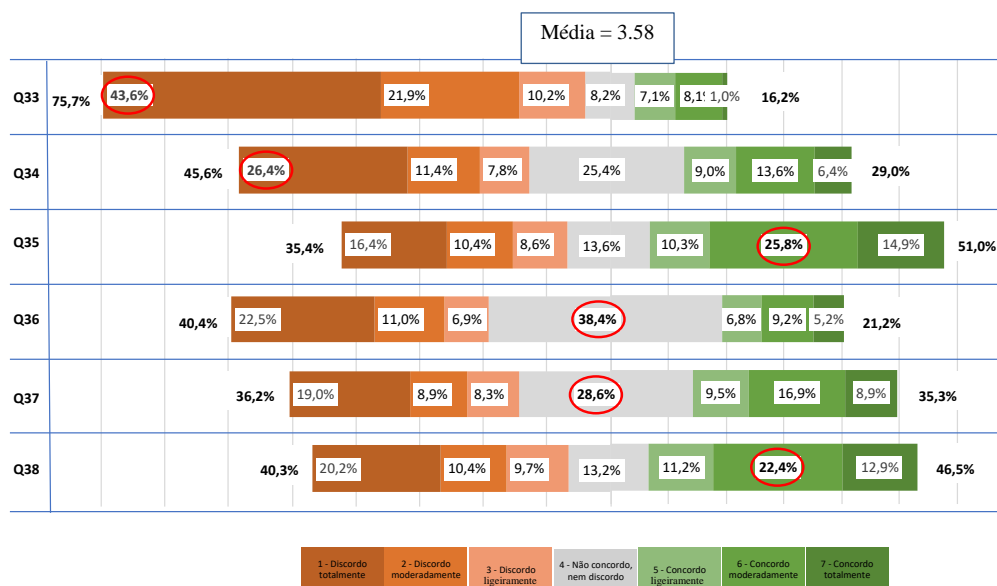 Média = 3.58
Q33 75,7% 43,6% 21,9% 10,2% 8,2% 7,1% 8,1% 1,0% 16,2%
Q34 45,6% 26,4% 11,4% 7,8% 25,4% 9,0% 13,6% 6,4% 29,0%
Q35 35,4% 16,4% 10,4% 8,6% 13,6% 10,3% 25,8% 14,9% 51,0%
Q36 40,4% 22,5% 11,0% 6,9% 38,4% 6,8% 9,2% 5,2% 21,2%
Q37 36,2% 19,0% 8,9% 8,3% 28,6% 9,5% 16,9% 8,9% 35,3%
Q38 40,3% 20,2% 10,4% 9,7% 13,2% 11,2% 22,4% 12,9% 46,5%
1 - Discordo
totalmente
2 - Discordo
moderadamente
3 - Discordo
ligeiramente
4 - Não concordo,
nem discordo
5 - Concordo
ligeiramente
6 - Concordo
moderadamente
7 - Concordo
totalmente